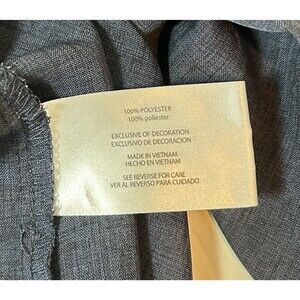 100% POLYESTER
100% poliéster
EXCLUSIVE OF DECORATION
EXCLUSIVO DE DECORACION
MADE IN VIETNAM
HECHO EN VIETNAM
SEE REVERSE FOR CARE
VER AL REVERSO PARA CUIDADO